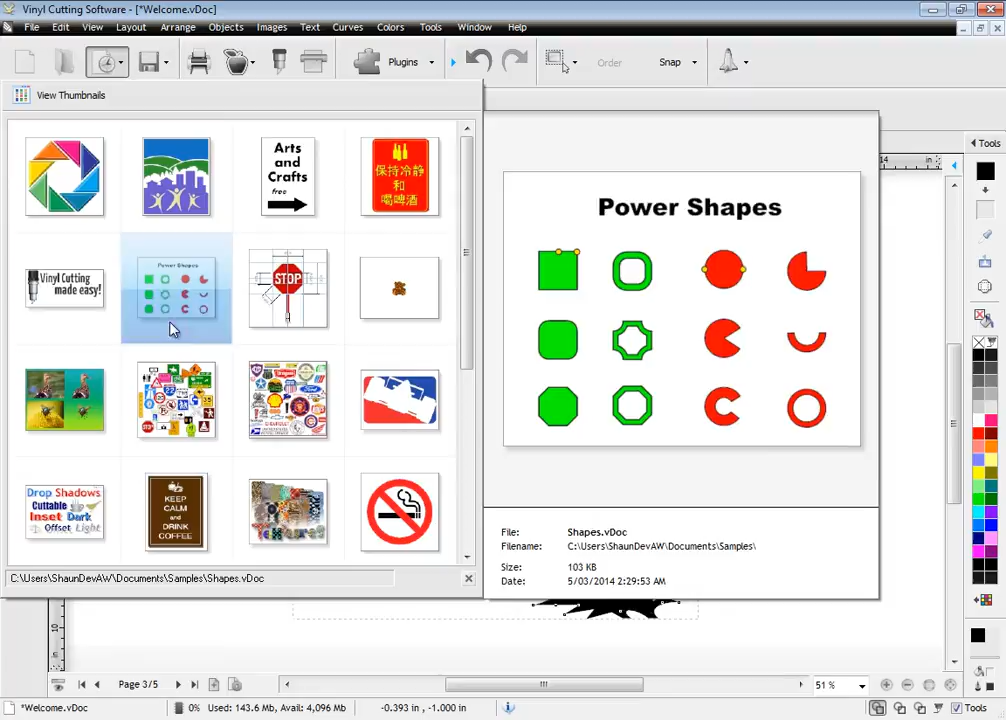 Vinyl Cutting Software - [*Welcome.vDoc]
File Edit View Layout Arrange Objects Images Text Curves Colors Tools Window Help
Plugins Order Snap
View Thumbnails
14 in
Tools
Arts
and
Crafts
free
保持冷静
和
喝啤酒
Power Shapes
Vinyl Cutting
made easy!
Power Shapes
STOP
Drop Shadows
Cuttable
Inset Dark
Offset Light
KEEP
CALM
and
DRINK
COFFEE
File: Shapes.vDoc
Filename: C:\Users\ShaunDevAW\Documents\Samples\
Size: 103 KB
Date: 5/03/2014 2:29:53 AM
C:\Users\ShaunDevAW\Documents\Samples\Shapes.vDoc
10
Page 3/5
51 %
*Welcome.vDoc 0% Used: 143.6 Mb, Avail: 4,096 Mb -0.393 in , -1.000 in Tools